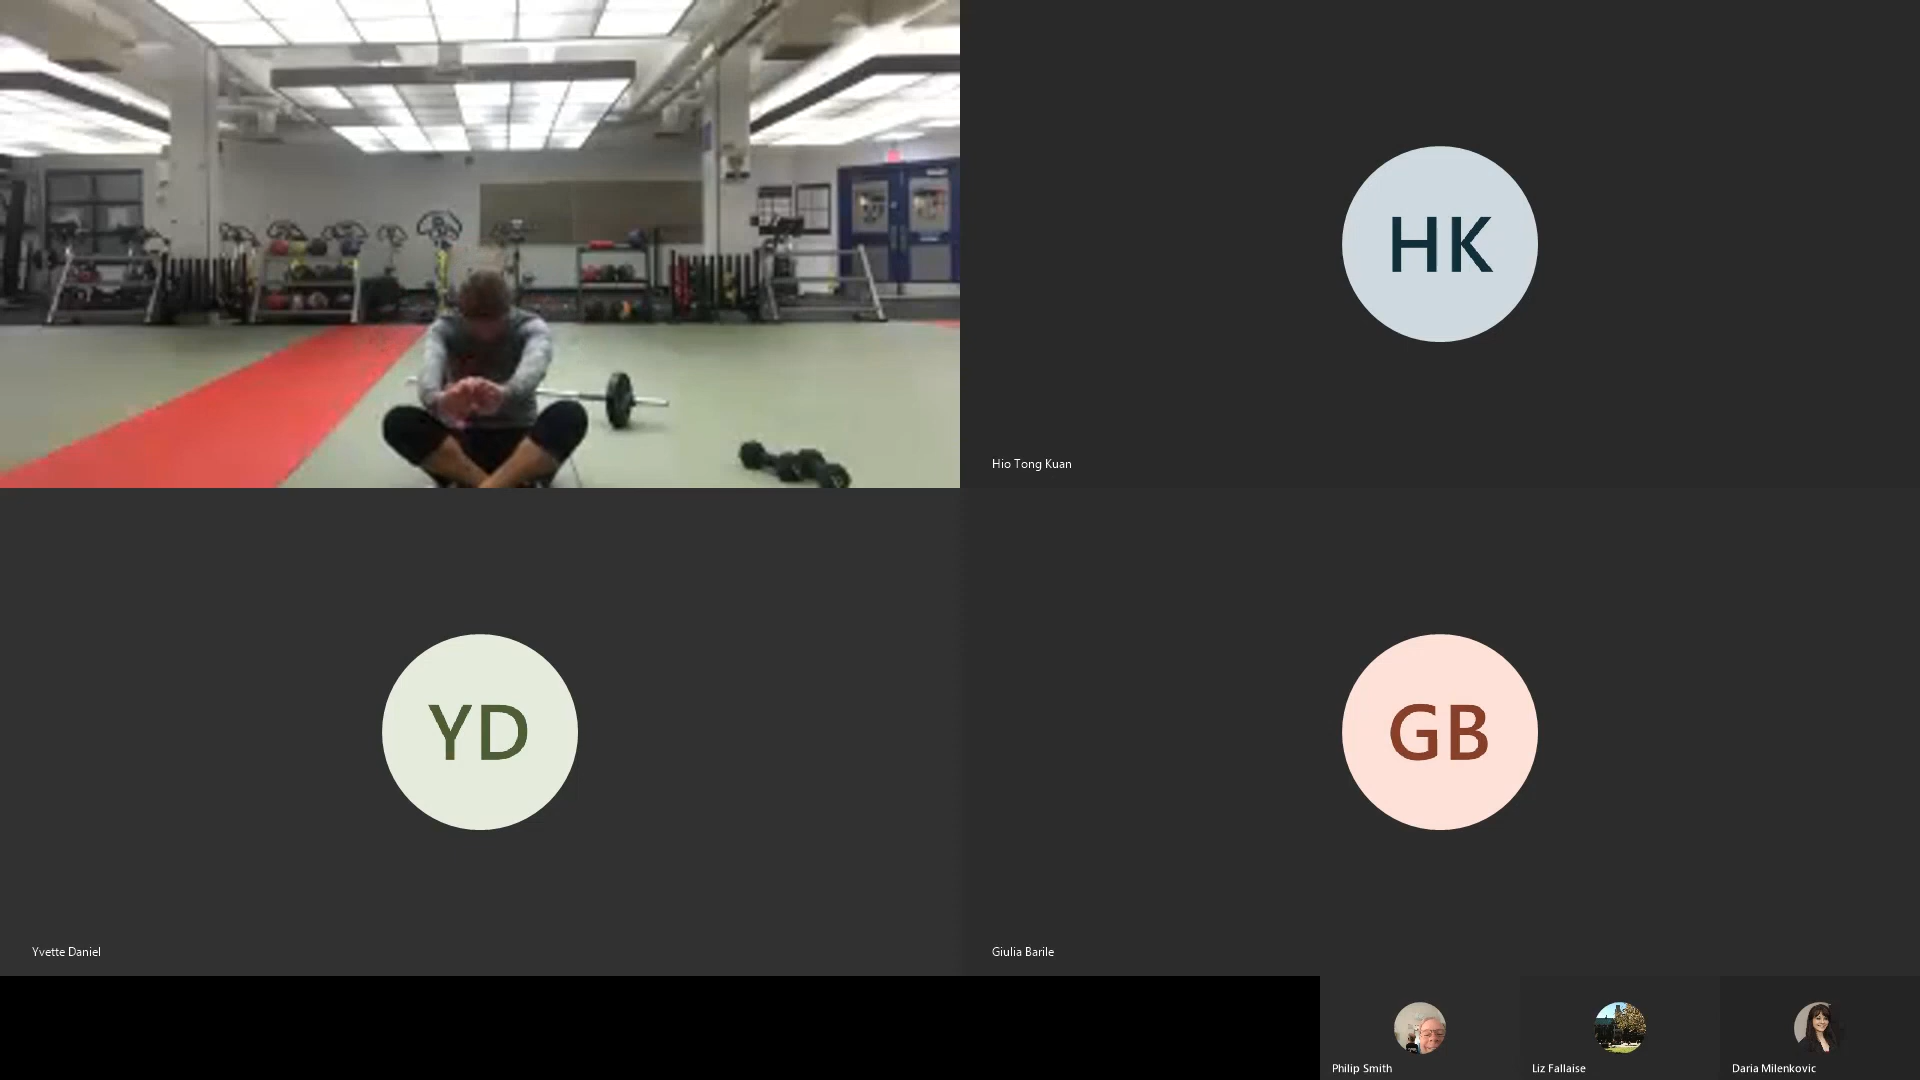 HK
Hio Tong Kuan
YD
GB
Yvette Daniel
Giulia Barile
Philip Smith
Liz Fallaise
Daria Milenkovic